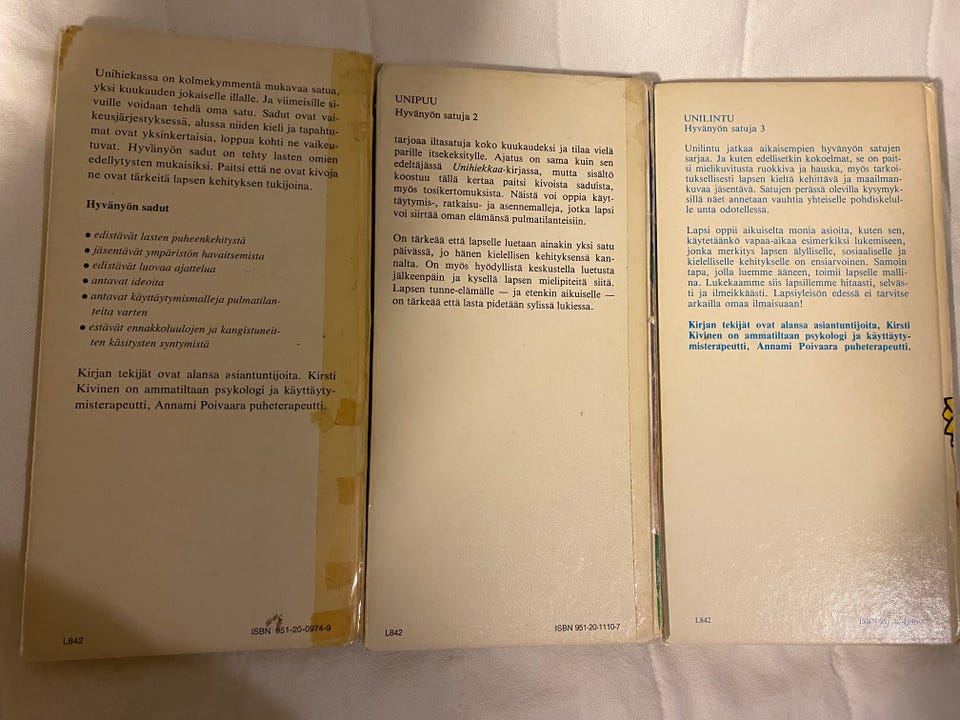 Unihiekassa on kolmekymmentä mukavaa satua,
yksi kuukauden jokaiselle illalle. Ja viimeisille si-
vuille voidaan tehdä oma satu. Sadut ovat vai-
keusjärjestyksessä, alussa niiden kieli ja tapahtu-
mat ovat yksinkertaisia, loppua kohti ne vaikeu-
tuvat. Hyvänyön sadut on tehty lasten omien
edellytysten mukaisiksi. Paitsi että ne ovat kivoja
ne ovat tärkeitä lapsen kehityksen tukijoina.
Hyvänyön sadut
● edistävät lasten puheenkehitystä
● jäsentävät ympäristön havaitsemista
● edistävät luovaa ajattelua
● antavat ideoita
● antavat käyttäytymismalleja pulmatilan-
teita varten
● estävät ennakkoluulojen ja kangistuneit-
ten käsitysten syntymistä
Kirjan tekijät ovat alansa asiantuntijoita. Kirsti
Kivinen on ammatiltaan psykologi ja käyttäyty-
misterapeutti, Annami Poivaara puheterapeutti.
L842
ISBN 951-20-0974-9
UNIPUU
Hyvänyön satuja 2
tarjoaa iltasatuja koko kuukaudeksi ja tilaa vielä
parille itsekeksitylle. Ajatus on sama kuin sen
edeltäjässä Unihiekkaa-kirjassa, mutta sisältö
koostuu tällä kertaa paitsi kivoista saduista,
myös tosikertomuksista. Näistä voi oppia käyt-
täytymis-, ratkaisu- ja asennemalleja, jotka lapsi
voi siirtää oman elämänsä pulmatilanteisiin.
On tärkeää että lapselle luetaan ainakin yksi satu
päivässä, jo hänen kielellisen kehityksensä kan-
nalta. On myös hyödyllistä keskustella luetusta
jälkeenpäin ja kysellä lapsen mielipiteitä siitä.
Lapsen tunne-elämälle — ja etenkin aikuiselle —
on tärkeää että lasta pidetään sylissä lukiessa.
L842
ISBN 951-20-1110-7
UNILINTU
Hyvänyön satuja 3
Unilintu jatkaa aikaisempien hyvänyön satujen
sarjaa. Ja kuten edellisetkin kokoelmat, se on pait-
si mielikuvitusta ruokkiva ja hauska, myös tarkoi-
tuksellisesti lapsen kieltä kehittävä ja maailman-
kuvaa jäsentävä. Satujen perässä olevilla kysymyk-
sillä näet annetaan vauhtia yhteiselle pohdiskelul-
le unta odotellessa.
Lapsi oppii aikuiselta monia asioita, kuten sen,
käytetäänkö vapaa-aikaa esimerkiksi lukemiseen,
jonka merkitys lapsen älylliselle, sosiaaliselle ja
kielelliselle kehitykselle on ensiarvoinen. Samoin
tapa, jolla luemme ääneen, toimii lapselle malli-
na. Lukekaamme siis lapsillemme hitaasti, selväs-
ti ja ilmeikkäästi. Lapsiyleisön edessä ei tarvitse
arkailla omaa ilmaisuaan!
Kirjan tekijät ovat alansa asiantuntijoita, Kirsti
Kivinen on ammatiltaan psykologi ja käyttäyty-
misterapeutti, Annami Poivaara puheterapeutti.
L842
ISBN